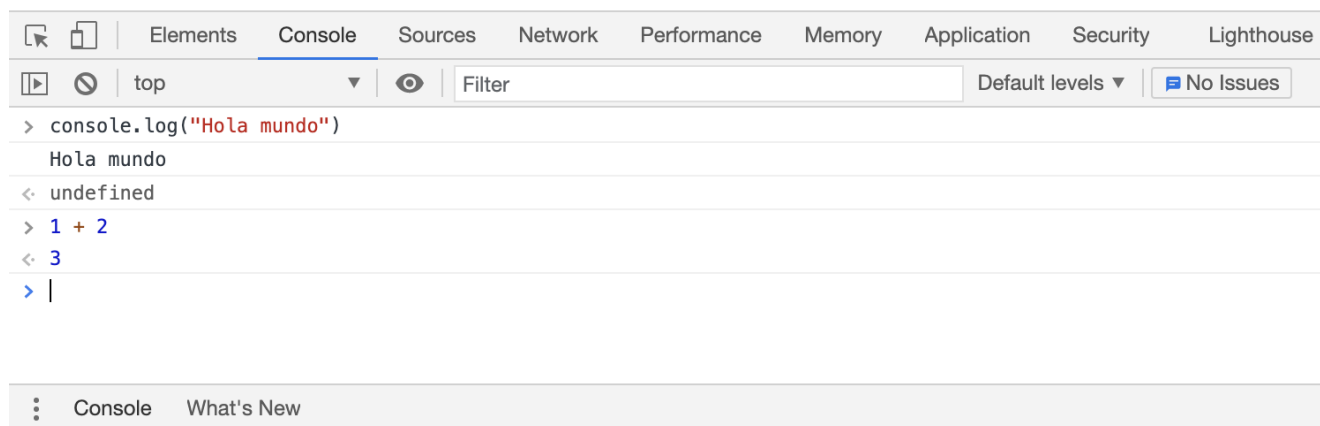 Elements Console Sources Network Performance Memory Application Security Lighthouse
top Filter Default levels No Issues
console.log("Hola mundo")
Hola mundo
undefined
1 + 2
3
Console What's New